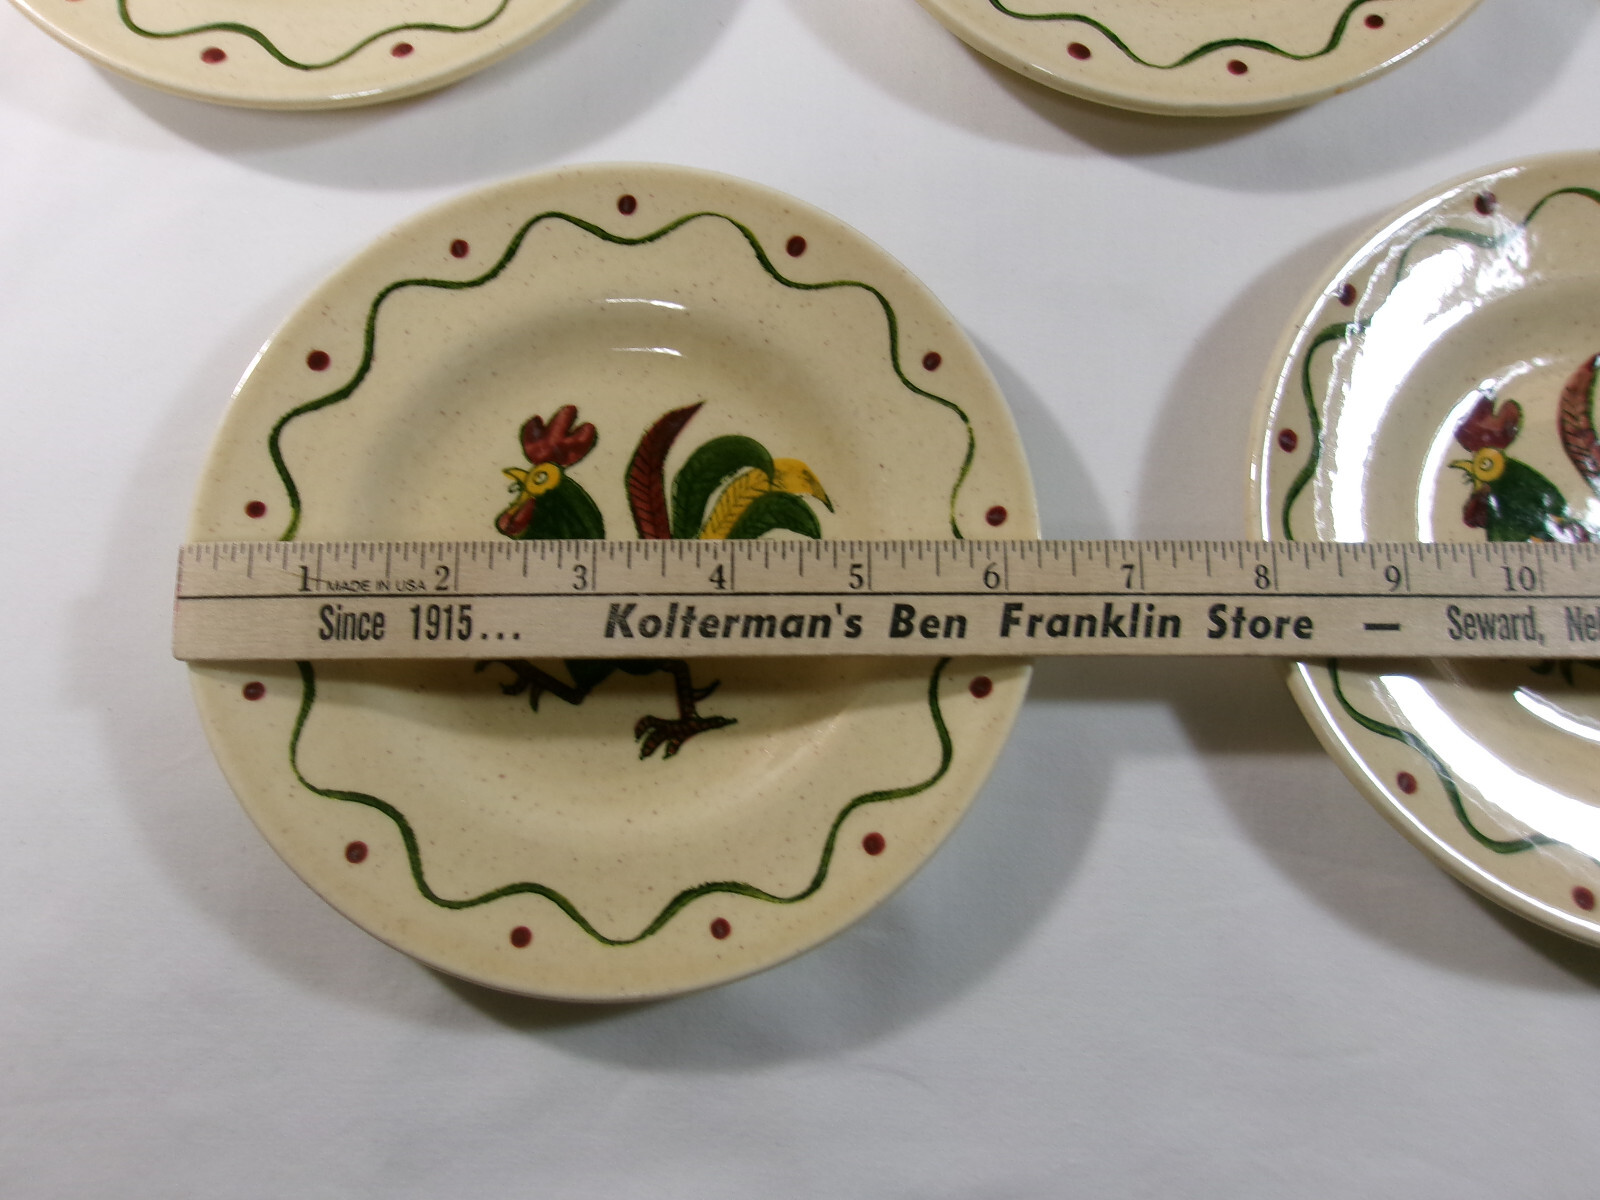 1 2 3 4 5 6 7 8 9 10
MADE IN USA
Since 1915... Kolterman's Ben Franklin Store — Seward,